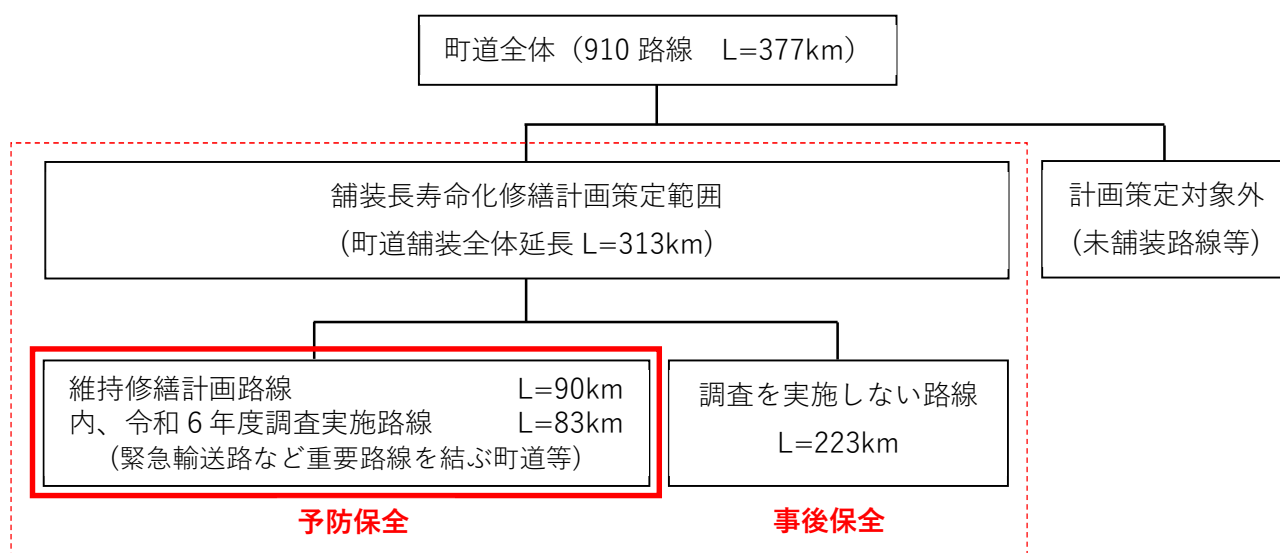 町道全体（910 路線　L=377km）
舗装長寿命化修繕計画策定範囲
（町道舗装全体延長 L=313km）
計画策定対象外
（未舗装路線等）
維持修繕計画路線　L=90km
内、令和 6 年度調査実施路線　L=83km
（緊急輸送路など重要路線を結ぶ町道等）
調査を実施しない路線
L=223km
予防保全
事後保全